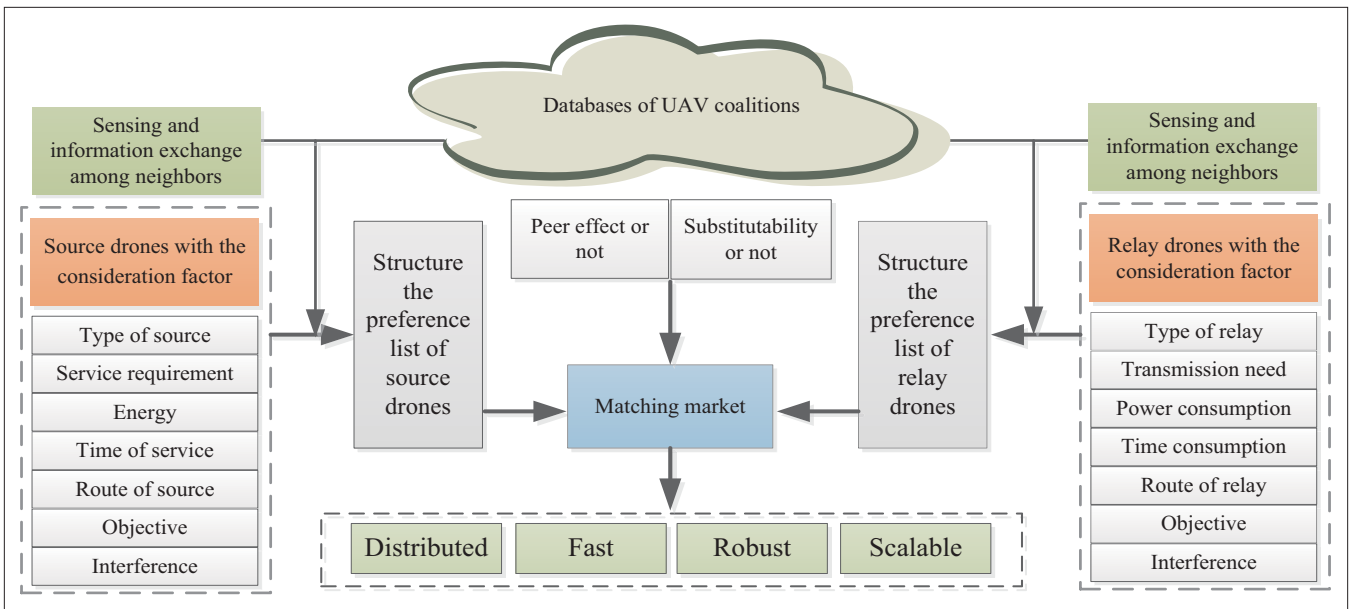 Databases of UAV coalitions
Sensing and
information exchange
among neighbors
Source drones with the
consideration factor
Type of source
Service requirement
Energy
Time of service
Route of source
Objective
Interference
Structure
the
preference
list of
source
drones
Peer effect or
not
Substitutability
or not
Matching market
Structure
the
preference
list of
relay
drones
Sensing and
information exchange
among neighbors
Relay drones with the
consideration factor
Type of relay
Transmission need
Power consumption
Time consumption
Route of relay
Objective
Interference
Distributed
Fast
Robust
Scalable